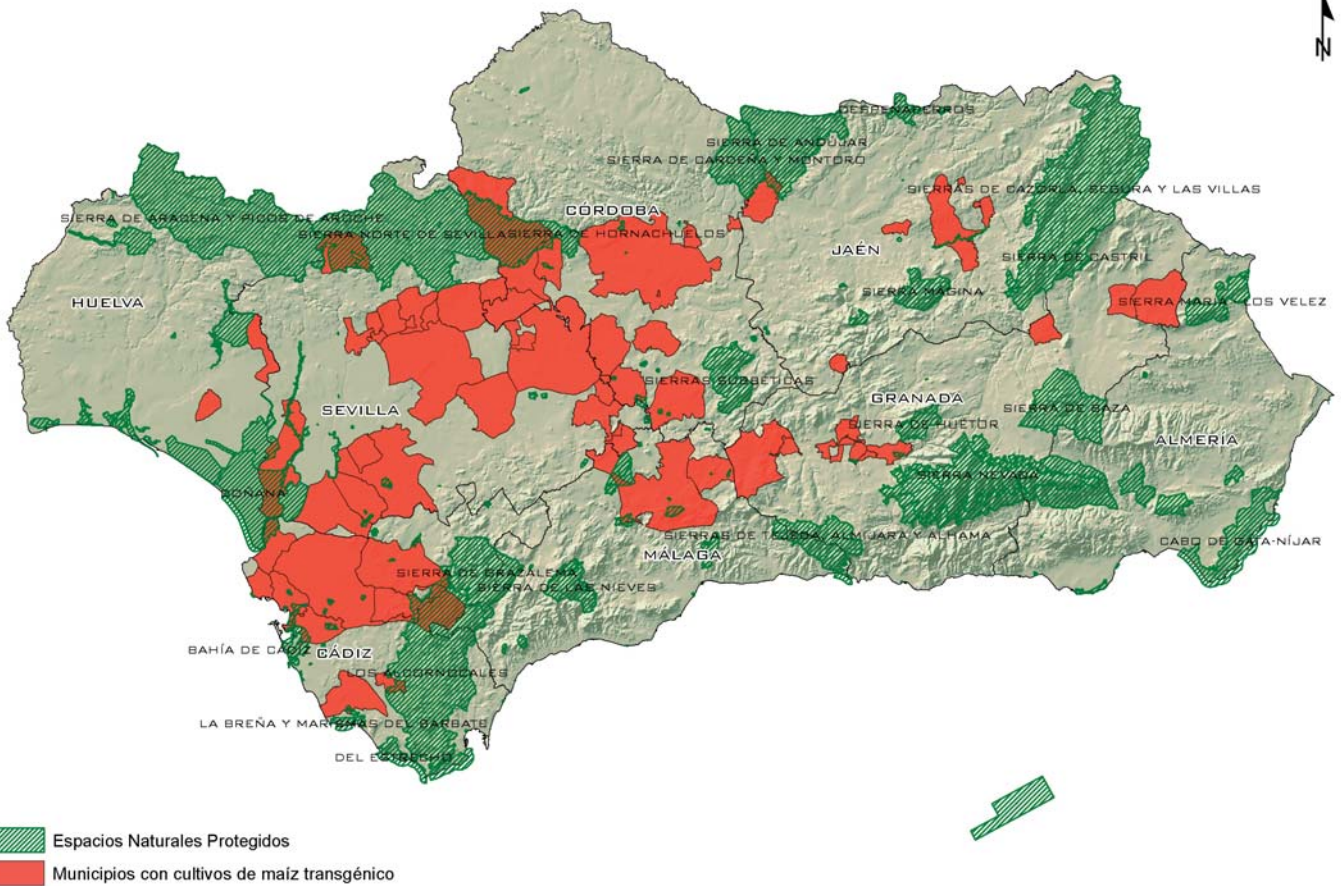 N
DESPEÑAPERROS
SIERRA DE ANDÚJAR
SIERRA DE CARDEÑA Y MONTORO
SIERRAS DE CAZORLA, SEGURA Y LAS VILLAS
SIERRA DE ARACENA Y PICOS DE AROCHE
CÓRDOBA
SIERRA NORTE DE SEVILLA
SIERRA DE HORNACHUELOS
JAÉN
SIERRA DE CASTRIL
SIERRA MÁGINA
HUELVA
SIERRA MARÍA - LOS VELEZ
SIERRAS SUBBÉTICAS
GRANADA
SEVILLA
SIERRA DE BAZA
SIERRA DE HUÉTOR
ALMERÍA
SIERRA NEVADA
DOÑANA
SIERRAS DE TEJEDA, ALMIJARA Y ALHAMA
CABO DE GATA-NÍJAR
MÁLAGA
SIERRA DE GRAZALEMA
SIERRA DE LAS NIEVES
BAHÍA DE CÁDIZ
CÁDIZ
LOS ALCORNOCALES
LA BREÑA Y MARISMAS DEL BARBATE
DEL ESTRECHO
Espacios Naturales Protegidos
Municipios con cultivos de maíz transgénico